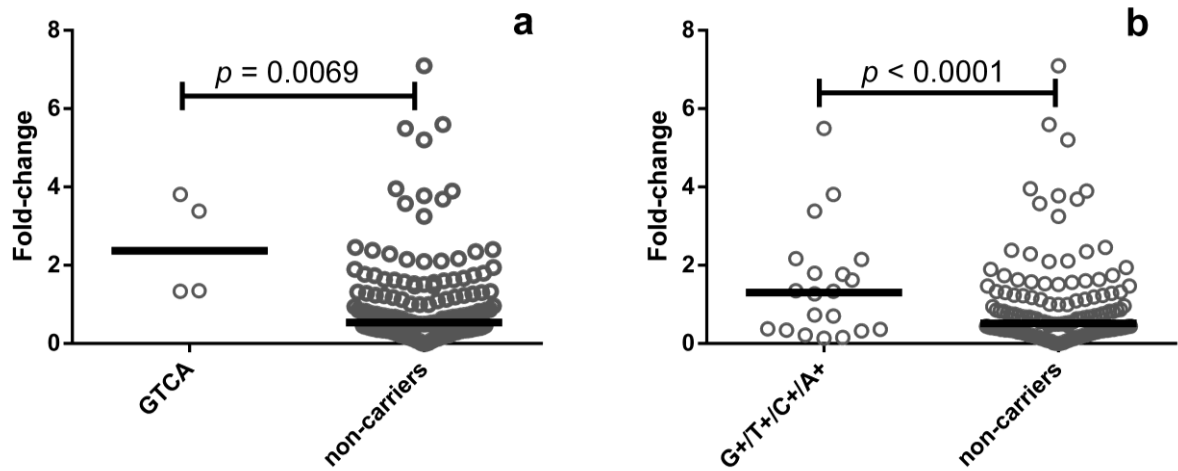 a
8
6
4
2
0
Fold-change
p = 0.0069
GTCA
non-carriers
b
8
6
4
2
0
Fold-change
p < 0.0001
G+/T+/C+/A+
non-carriers